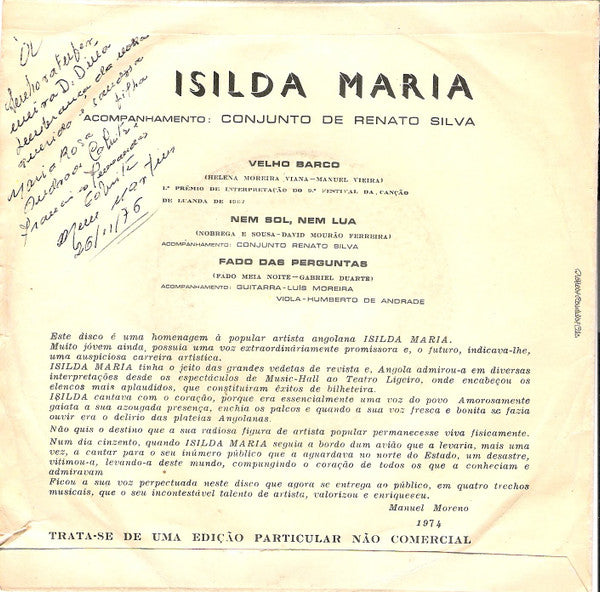 ISILDA MARIA
ACOMPANHAMENTO: CONJUNTO DE RENATO SILVA
VELHO BARCO
(HELENA MOREIRA VIANA-MANUEL VIEIRA)
1.º PRÉMIO DE INTERPRETAÇÃO DO 9.º FESTIVAL DA CANÇÃO
DE LUANDA DE
NEM SOL, NEM LUA
(NOBREGA E SOUSA-DAVID MOURÃO FERREIRA)
ACOMPANHAMENTO: CONJUNTO RENATO SILVA
FADO DAS PERGUNTAS
(FADO MEIA NOITE-GABRIEL DUARTE)
ACOMPANHAMENTO: GUITARRA-LUÍS MOREIRA
VIOLA-HUMBERTO DE ANDRADE
querido e saudosa
filha
Maria Rosa
26/11/76
Este disco é uma homenagem à popular artista angolana ISILDA MARIA.
Muito jóvem ainda, possuia uma voz extraordináriamente promissora e, o futuro, indicava-lhe,
uma auspiciosa carreira artistica.
ISILDA MARIA tinha o jeito das grandes vedetas de revista e, Angola admirou-a em diversas
interpretações desde os espectáculos de Music-Hall ao Teatro Ligeiro, onde encabeçou os
elencos mais aplaudidos, que constituiram êxitos de bilheteira.
ISILDA cantava com o coração, porque era essencialmente uma voz do povo Amorosamente
gaiata a sua azougada presença, enchia os palcos e quando a sua voz fresca e bonita se fazia
ouvir era o delírio das plateias Angolanas.
Não quis o destino que a sua radiosa figura de artista popular permanecesse viva fisicamente.
Num dia cinzento, quando ISILDA MARIA seguia a bordo dum avião que a levaria, mais uma
vez, a cantar para o seu inúmero público que a aguardava no norte do Estado, um desastre,
vitimou-a, levando-a deste mundo, compungindo o coração de todos os que a conheciam e
admiravam
Ficou a sua voz perpectuada neste disco que agora se entrega ao público, em quatro trechos
musicais, que o seu incontestável talento de artista, valorizou e enriqueceu.
Manuel Moreno
1974
TRATA-SE DE UMA EDIÇÃO PARTICULAR NÃO COMERCIAL